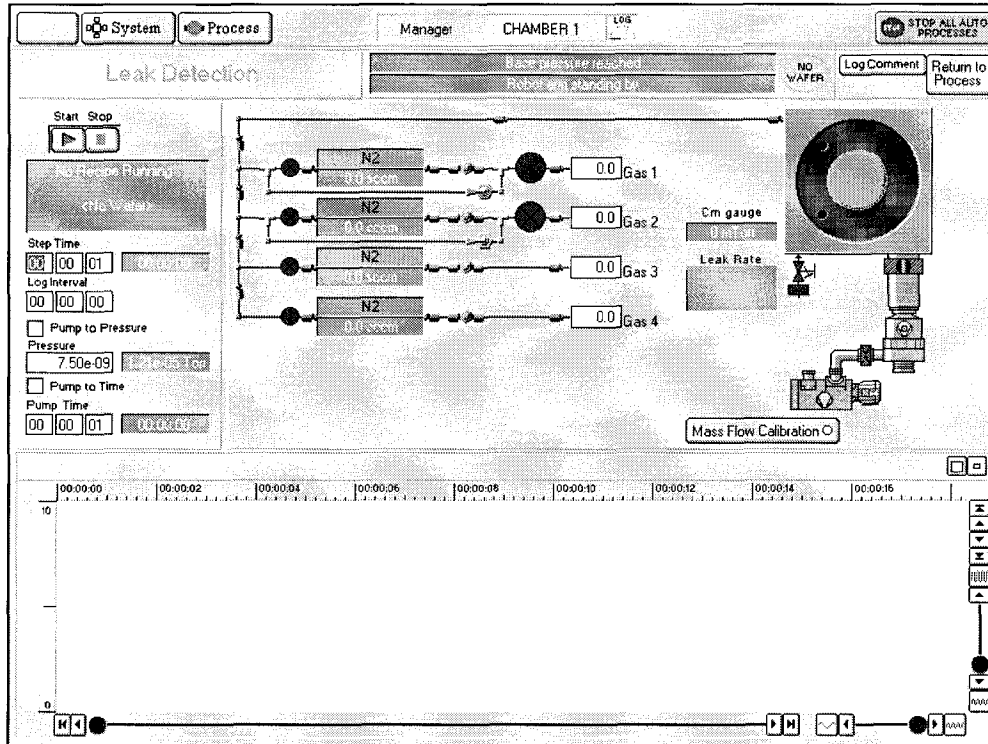 System
Process
Manager
CHAMBER 1
LOG
STOP ALL AUTO
PROCESSES
Leak Detection
Base pressure reached
Robot arm standing by
NO
WAFER
Log Comment
Return to
Process
Start Stop
No Recipe Running
<No Wafer>
N2
0.0 sccm
0.0 Gas 1
N2
0.0 sccm
0.0 Gas 2
N2
0.0 sccm
0.0 Gas 3
N2
0.0 sccm
0.0 Gas 4
Cm gauge
0 mTorr
Leak Rate
Step Time
00 00 01
Log Interval
00 00 00
Pump to Pressure
Pressure
7.50e-09
Pump to Time
Pump Time
00 00 01
00:00:00
Mass Flow Calibration
00:00:00 00:00:02 00:00:04 00:00:06 00:00:08 00:00:10 00:00:12 00:00:14 00:00:16
10
0